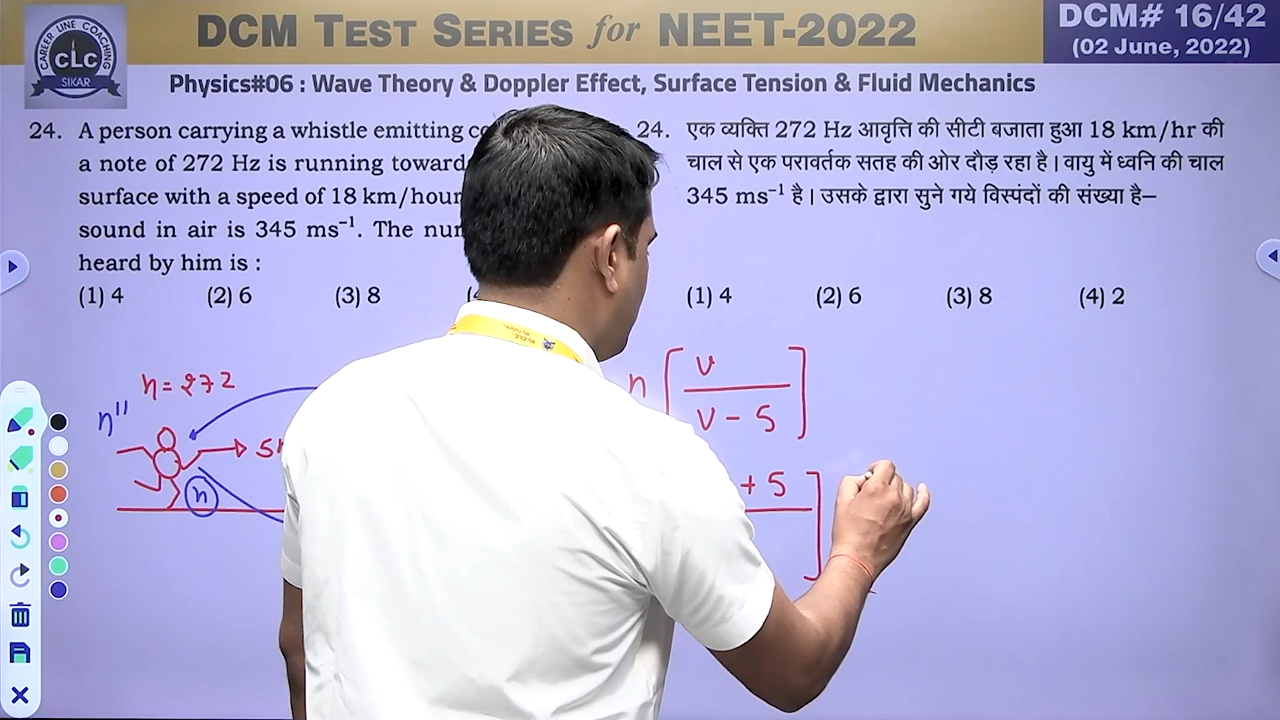 CAREER LINE COACHING
CLC
SIKAR
DCM TEST SERIES for NEET-2022
DCM# 16/42
(02 June, 2022)
Physics#06 : Wave Theory & Doppler Effect, Surface Tension & Fluid Mechanics
24. A person carrying a whistle emitting
a note of 272 Hz is running
surface with a speed of 18
sound in air is 345 ms⁻¹. The
heard by him is :
(1) 4 (2) 6 (3) 8
24. एक व्यक्ति 272 Hz आवृत्ति की सीटी बजाता हुआ 18 km/hr की
चाल से एक परावर्तक सतह की ओर दौड़ रहा है। वायु में ध्वनि की चाल
345 ms⁻¹ है। उसके द्वारा सुने गये विस्पंदों की संख्या है–
(1) 4 (2) 6 (3) 8 (4) 2
n = 272
n''
n
n [ v / v - 5 ]
+ 5 ]